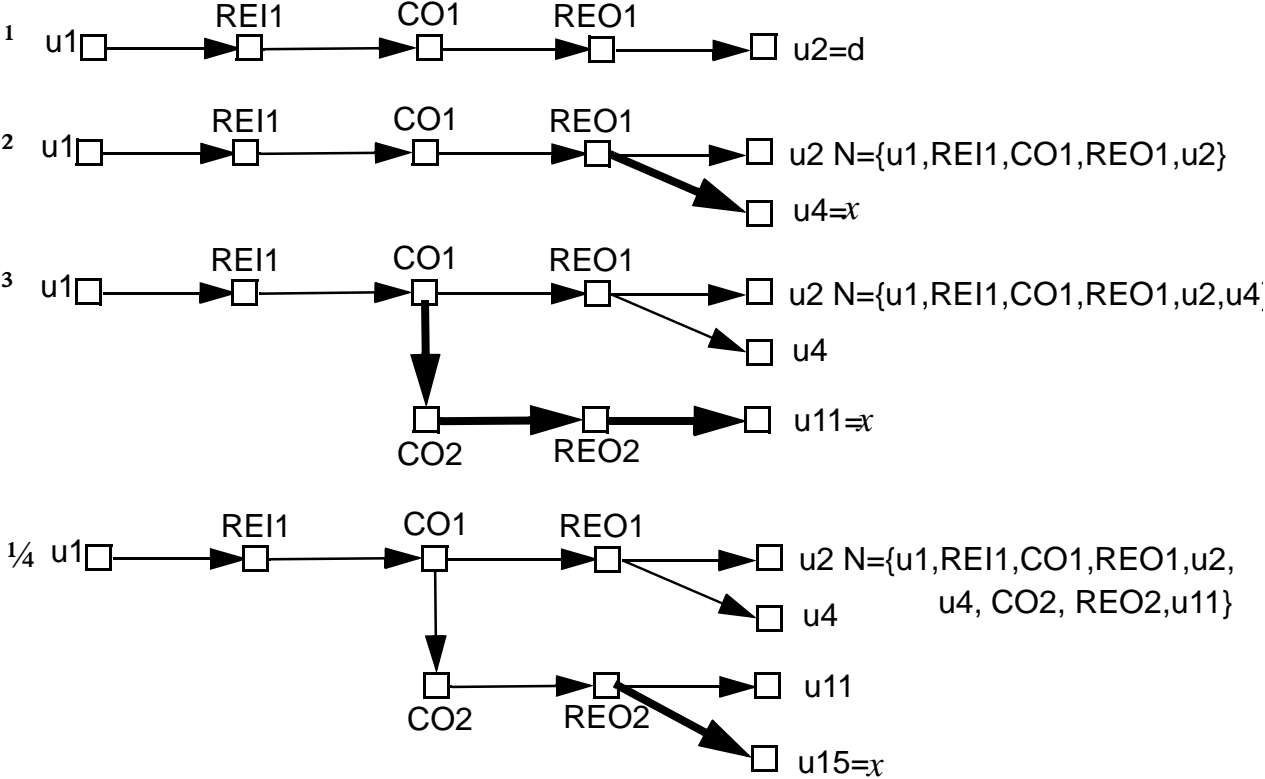 REI1 CO1 REO1
¹ u1 u2=d
REI1 CO1 REO1
² u1 u2 N={u1,REI1,CO1,REO1,u2}
u4=x
REI1 CO1 REO1
³ u1 u2 N={u1,REI1,CO1,REO1,u2,u4}
u4
u11=x
CO2 REO2
REI1 CO1 REO1
¼ u1 u2 N={u1,REI1,CO1,REO1,u2,
u4, CO2, REO2,u11}
u4
u11
CO2 REO2
u15=x